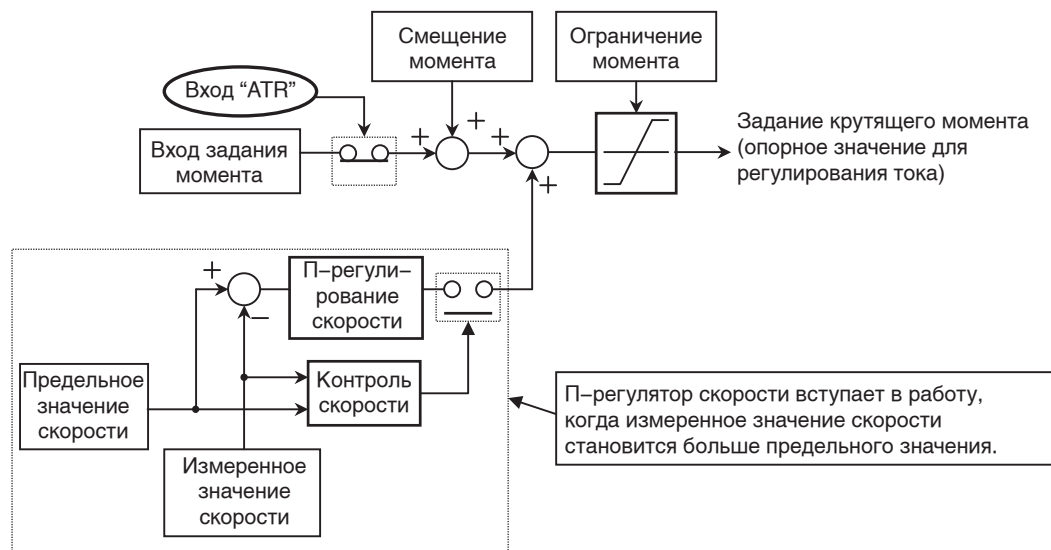 Смещение
момента
Ограничение
момента
Вход “ATR”
Вход задания
момента
+
+
+
+
Задание крутящего момента
(опорное значение для
регулирования тока)
+
−
П–регули–
рование
скорости
Предельное
значение
скорости
Контроль
скорости
Измеренное
значение
скорости
П–регулятор скорости вступает в работу,
когда измеренное значение скорости
становится больше предельного значения.